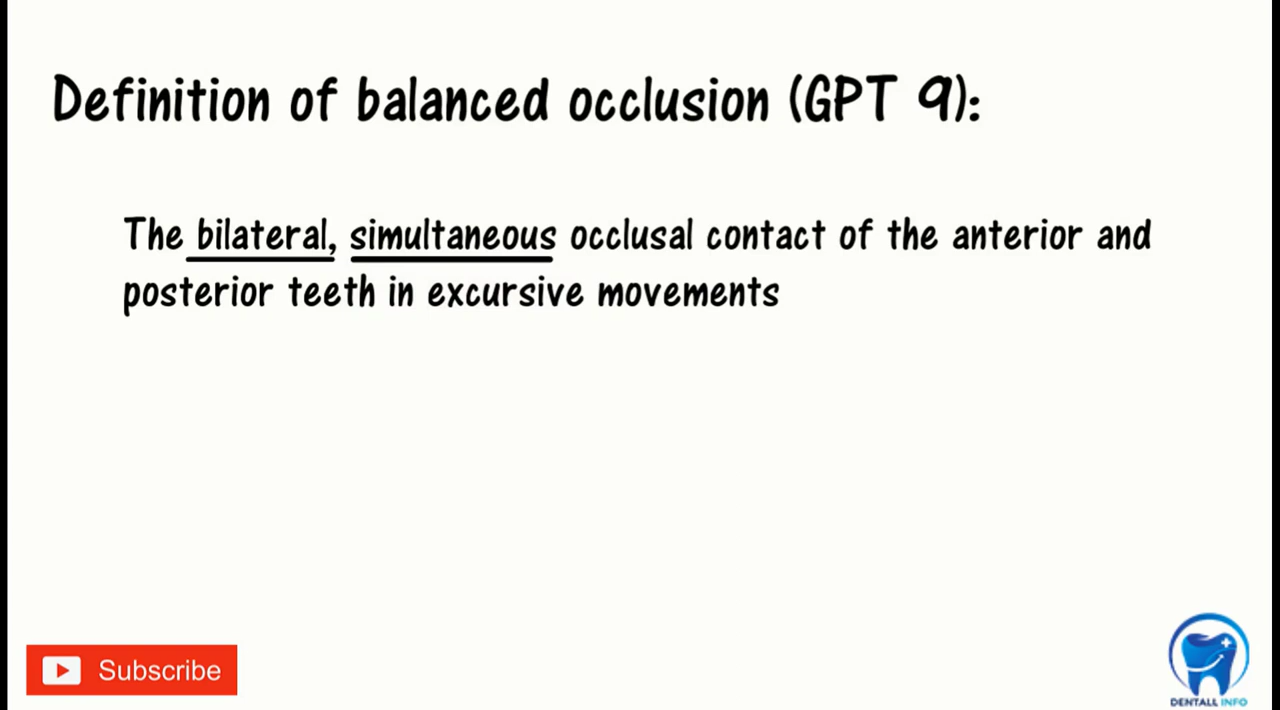 Definition of balanced occlusion (GPT 9):
The bilateral, simultaneous occlusal contact of the anterior and
posterior teeth in excursive movements
Subscribe
DENTALL INFO